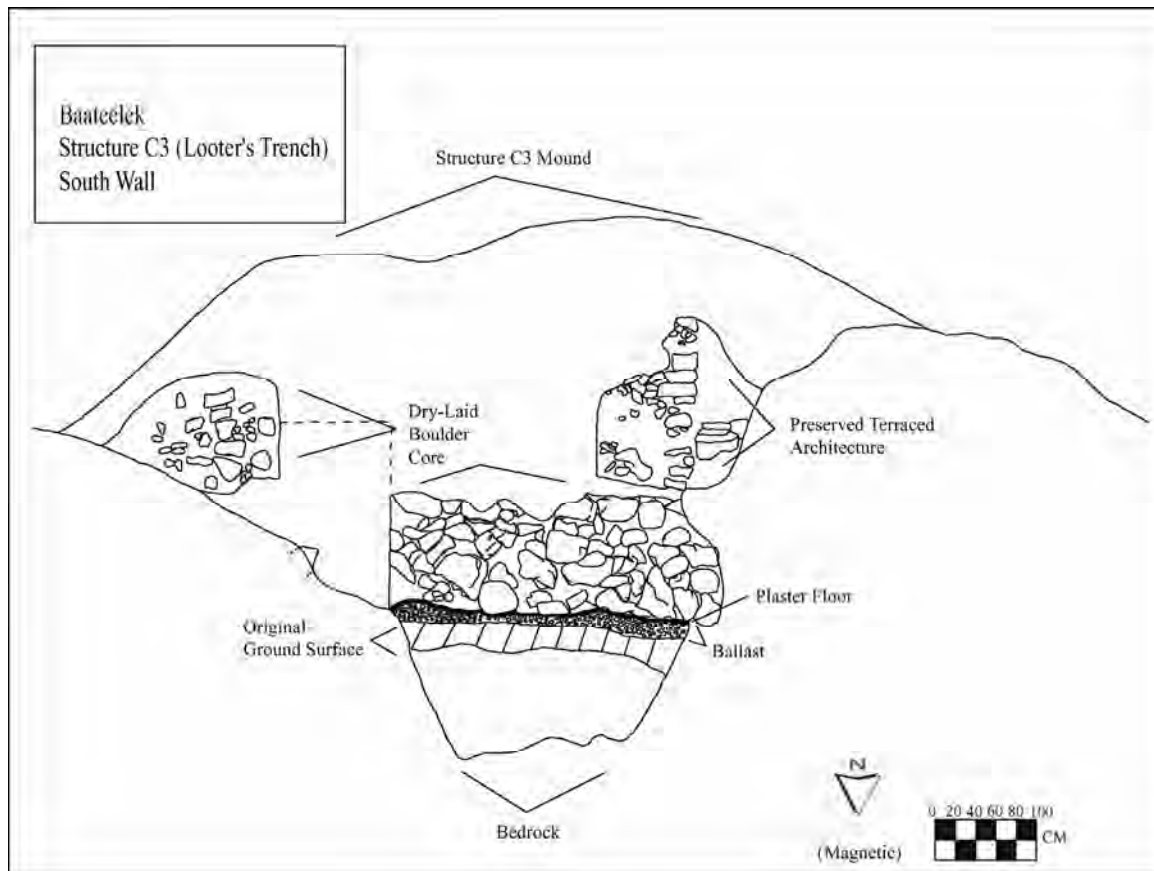 Baateelek
Structure C3 (Looter's Trench)
South Wall
Structure C3 Mound
Dry-Laid
Boulder
Core
Preserved Terraced
Architecture
Plaster Floor
Original
Ground Surface
Ballast
Bedrock
N
(Magnetic)
0 20 40 60 80 100
CM